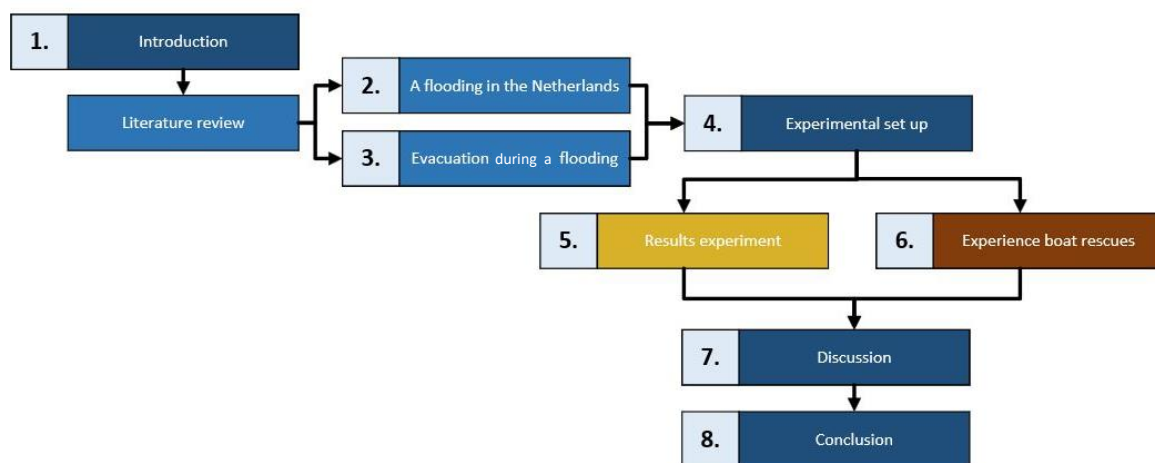 1. Introduction
Literature review
2. A flooding in the Netherlands
3. Evacuation during a flooding
4. Experimental set up
5. Results experiment
6. Experience boat rescues
7. Discussion
8. Conclusion